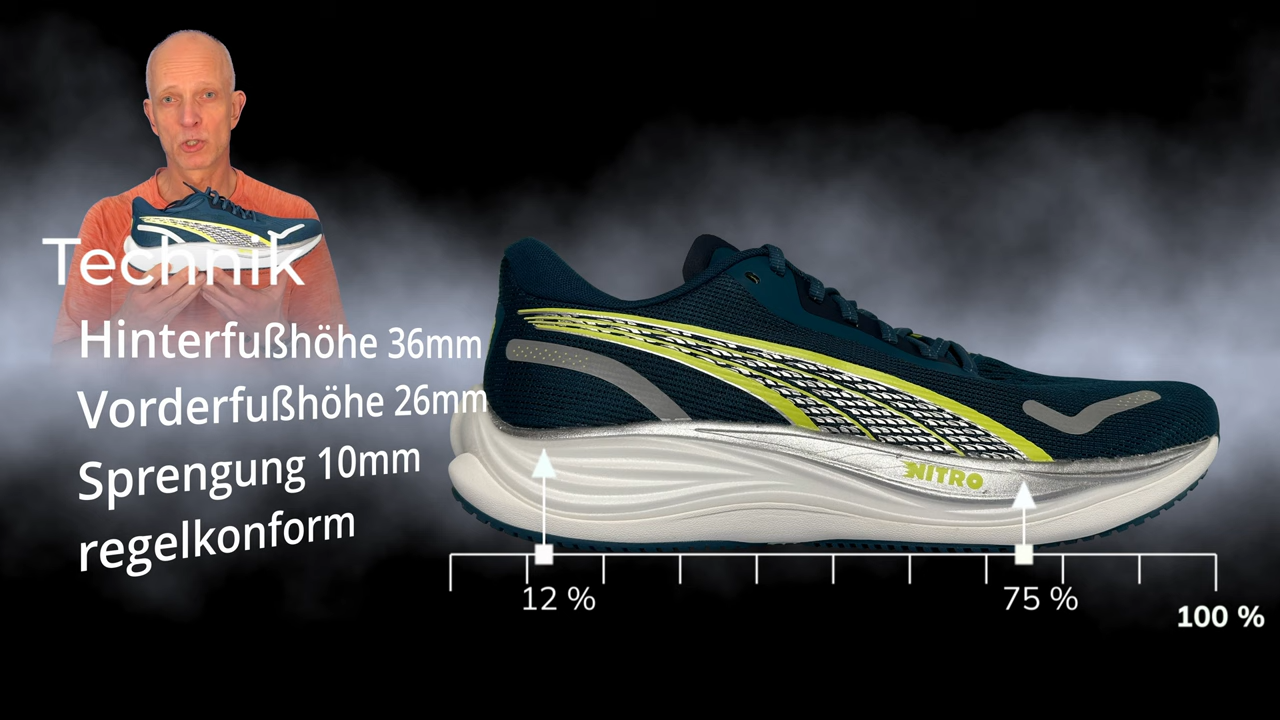 Technik
Hinterfußhöhe 36mm
Vorderfußhöhe 26mm
Sprengung 10mm
regelkonform
NITRO
12 %
75 %
100 %